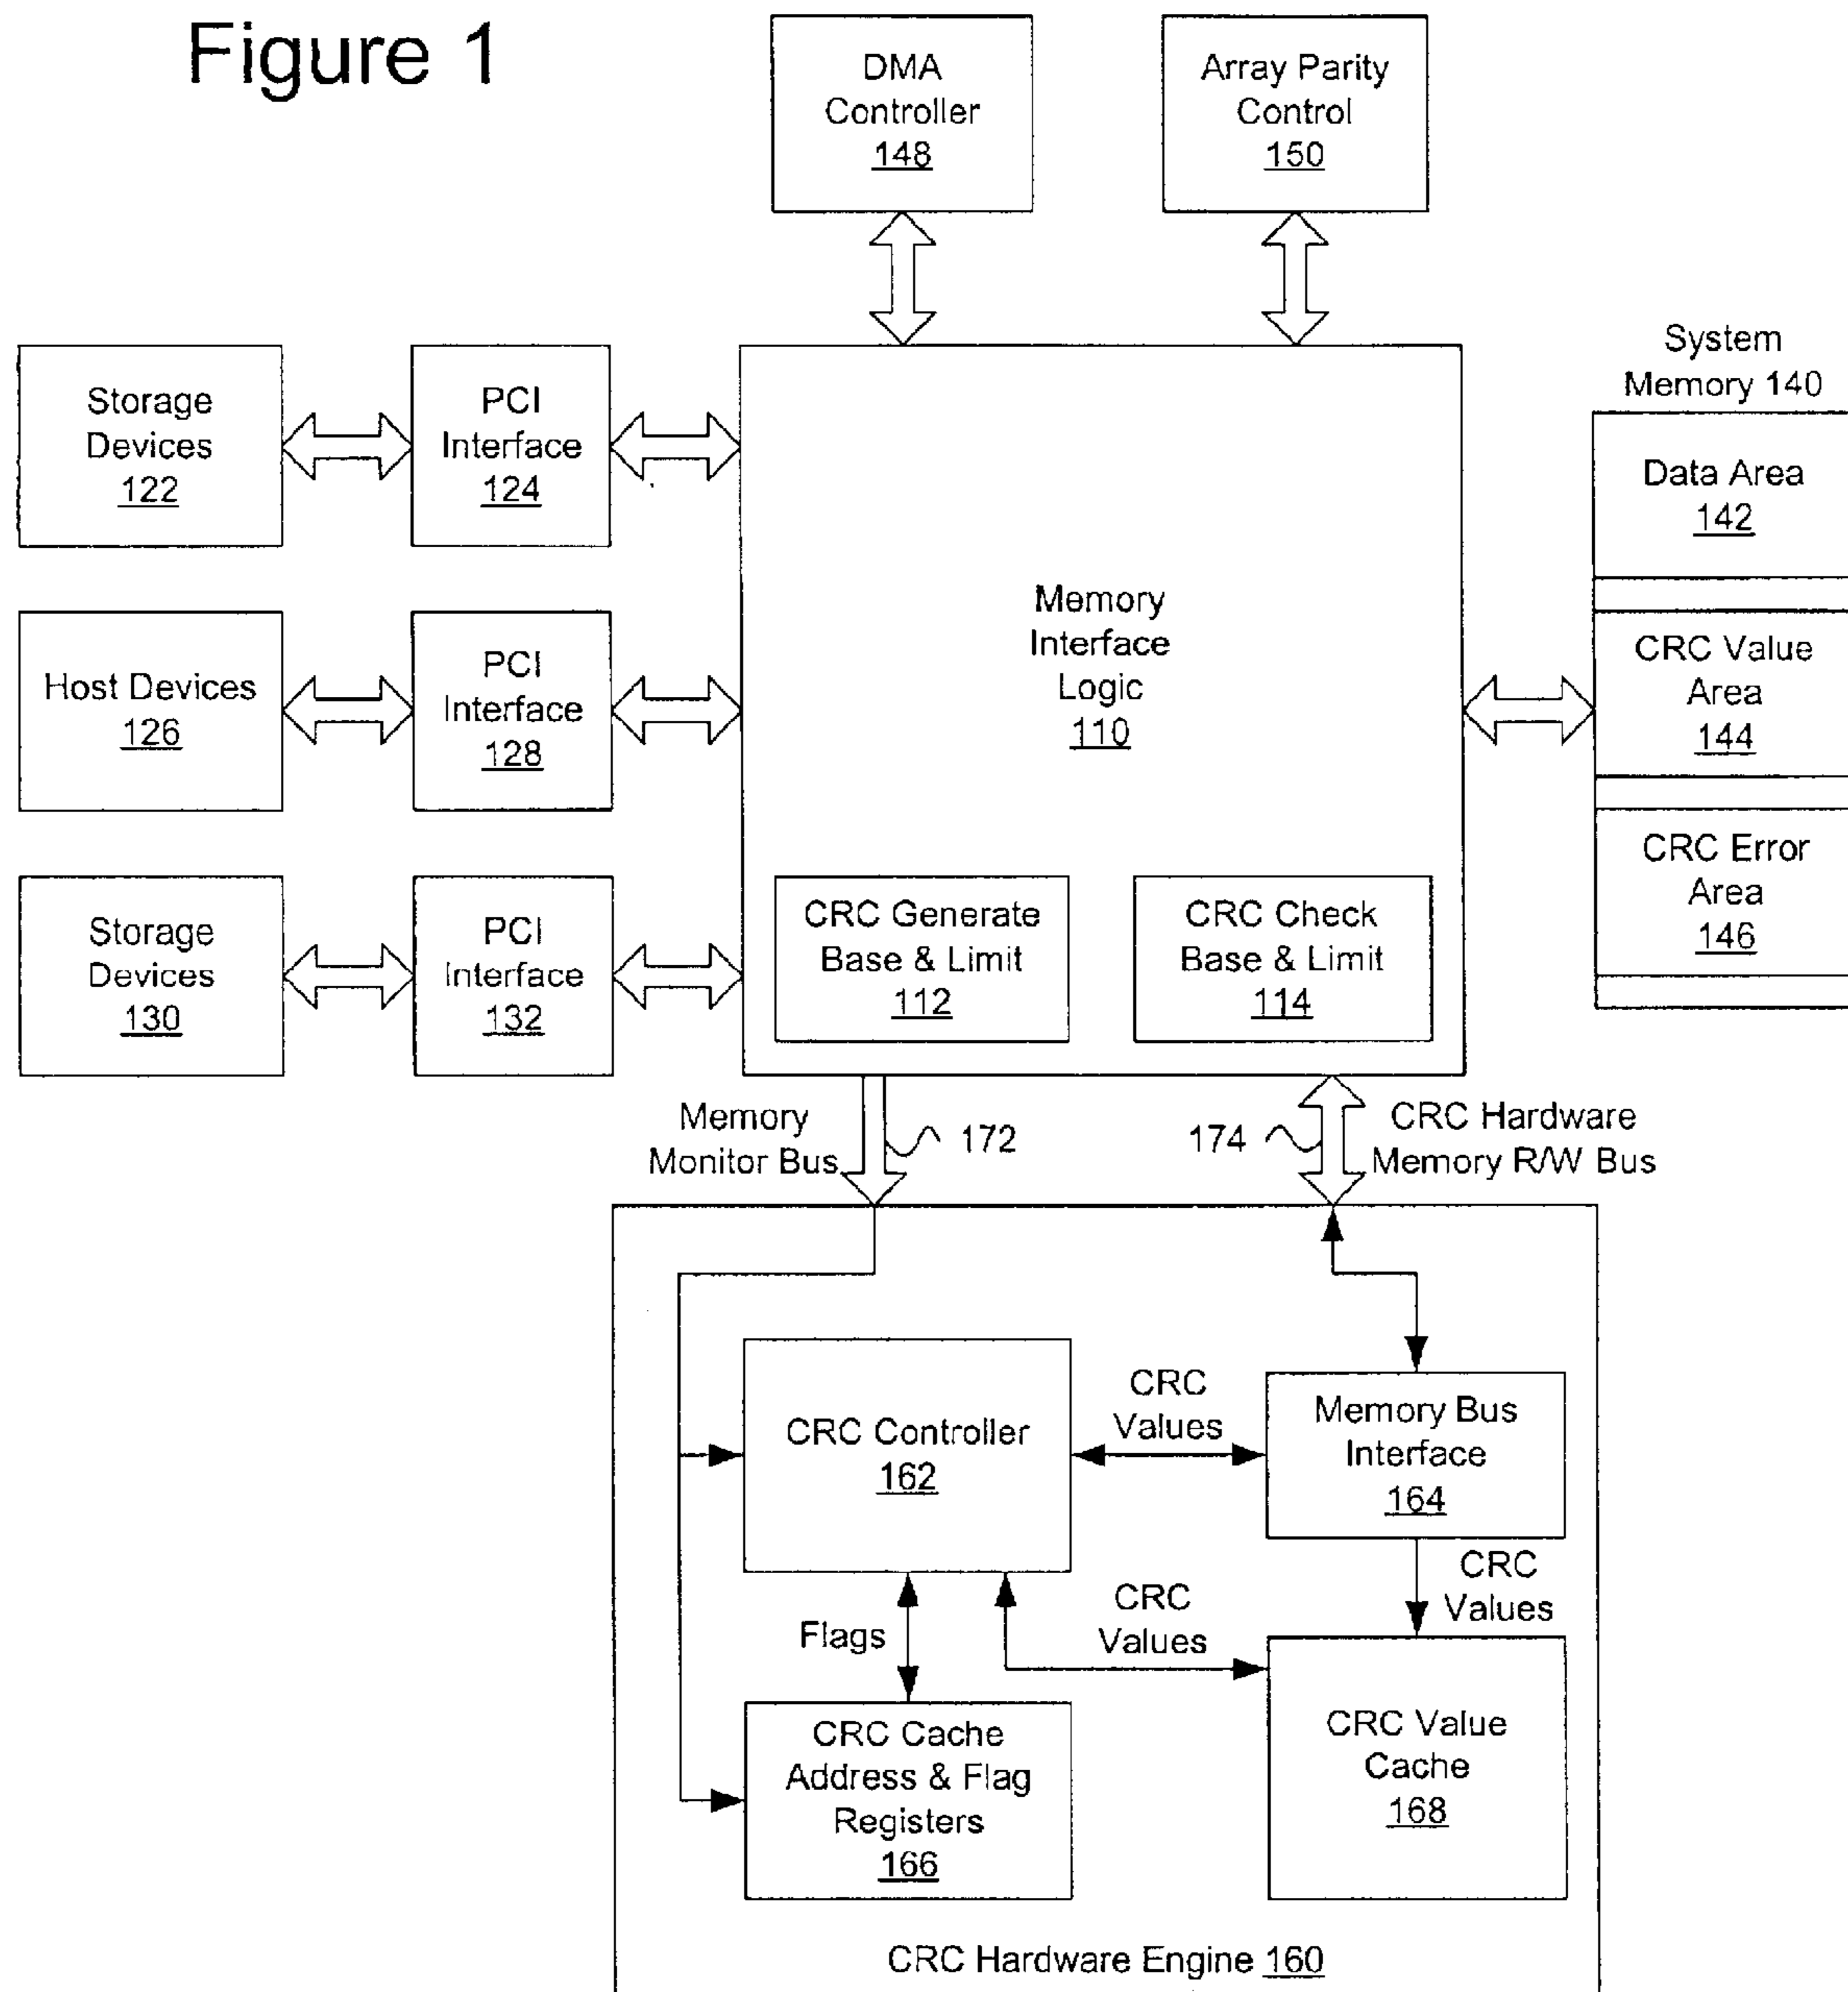 Figure 1
DMA
Controller
148
Array Parity
Control
150
Storage
Devices
122
PCI
Interface
124
Host Devices
126
PCI
Interface
128
Storage
Devices
130
PCI
Interface
132
Memory
Interface
Logic
110
CRC Generate
Base & Limit
112
CRC Check
Base & Limit
114
System
Memory 140
Data Area
142
CRC Value
Area
144
CRC Error
Area
146
Memory
Monitor Bus
172
174
CRC Hardware
Memory R/W Bus
CRC Controller
162
CRC
Values
Memory Bus
Interface
164
Flags
CRC
Values
CRC
Values
CRC Cache
Address & Flag
Registers
166
CRC Value
Cache
168
CRC Hardware Engine 160